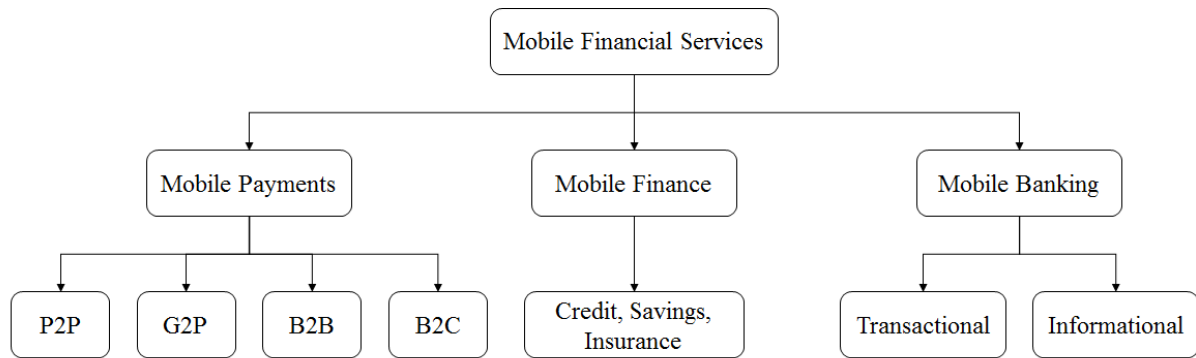 Mobile Financial Services
Mobile Payments
Mobile Finance
Mobile Banking
P2P
G2P
B2B
B2C
Credit, Savings,
Insurance
Transactional
Informational